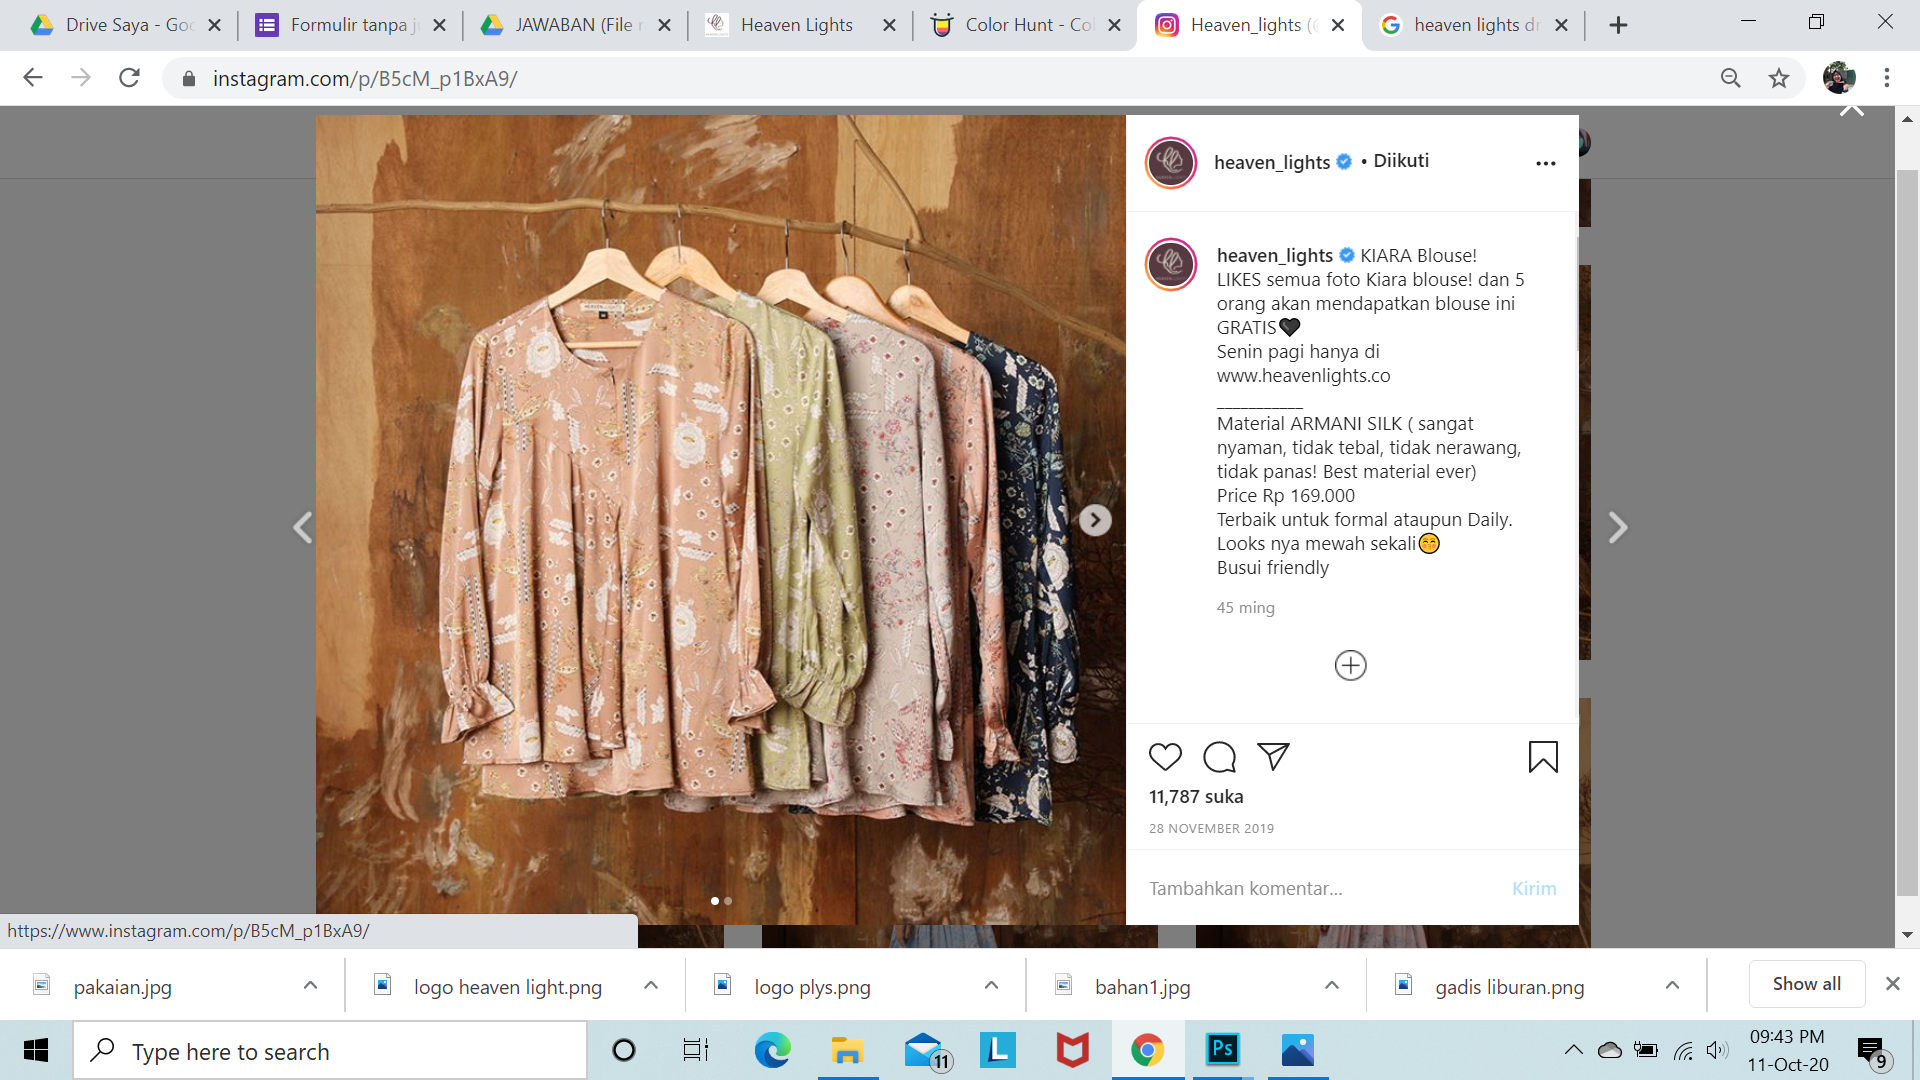 Drive Saya - Goo
Formulir tanpa ju
JAWABAN (File r
Heaven Lights
Color Hunt - Col
Heaven_lights (@
heaven lights dr
instagram.com/p/B5cM_p1BxA9/
heaven_lights • Diikuti
heaven_lights KIARA Blouse!
LIKES semua foto Kiara blouse! dan 5
orang akan mendapatkan blouse ini
GRATIS🖤
Senin pagi hanya di
www.heavenlights.co
___________
Material ARMANI SILK ( sangat
nyaman, tidak tebal, tidak nerawang,
tidak panas! Best material ever)
Price Rp 169.000
Terbaik untuk formal ataupun Daily.
Looks nya mewah sekali😁
Busui friendly
45 ming
11,787 suka
28 NOVEMBER 2019
Tambahkan komentar...
Kirim
https://www.instagram.com/p/B5cM_p1BxA9/
pakaian.jpg
logo heaven light.png
logo plys.png
bahan1.jpg
gadis liburan.png
Show all
Type here to search
11
L
Ps
09:43 PM
11-Oct-20
9